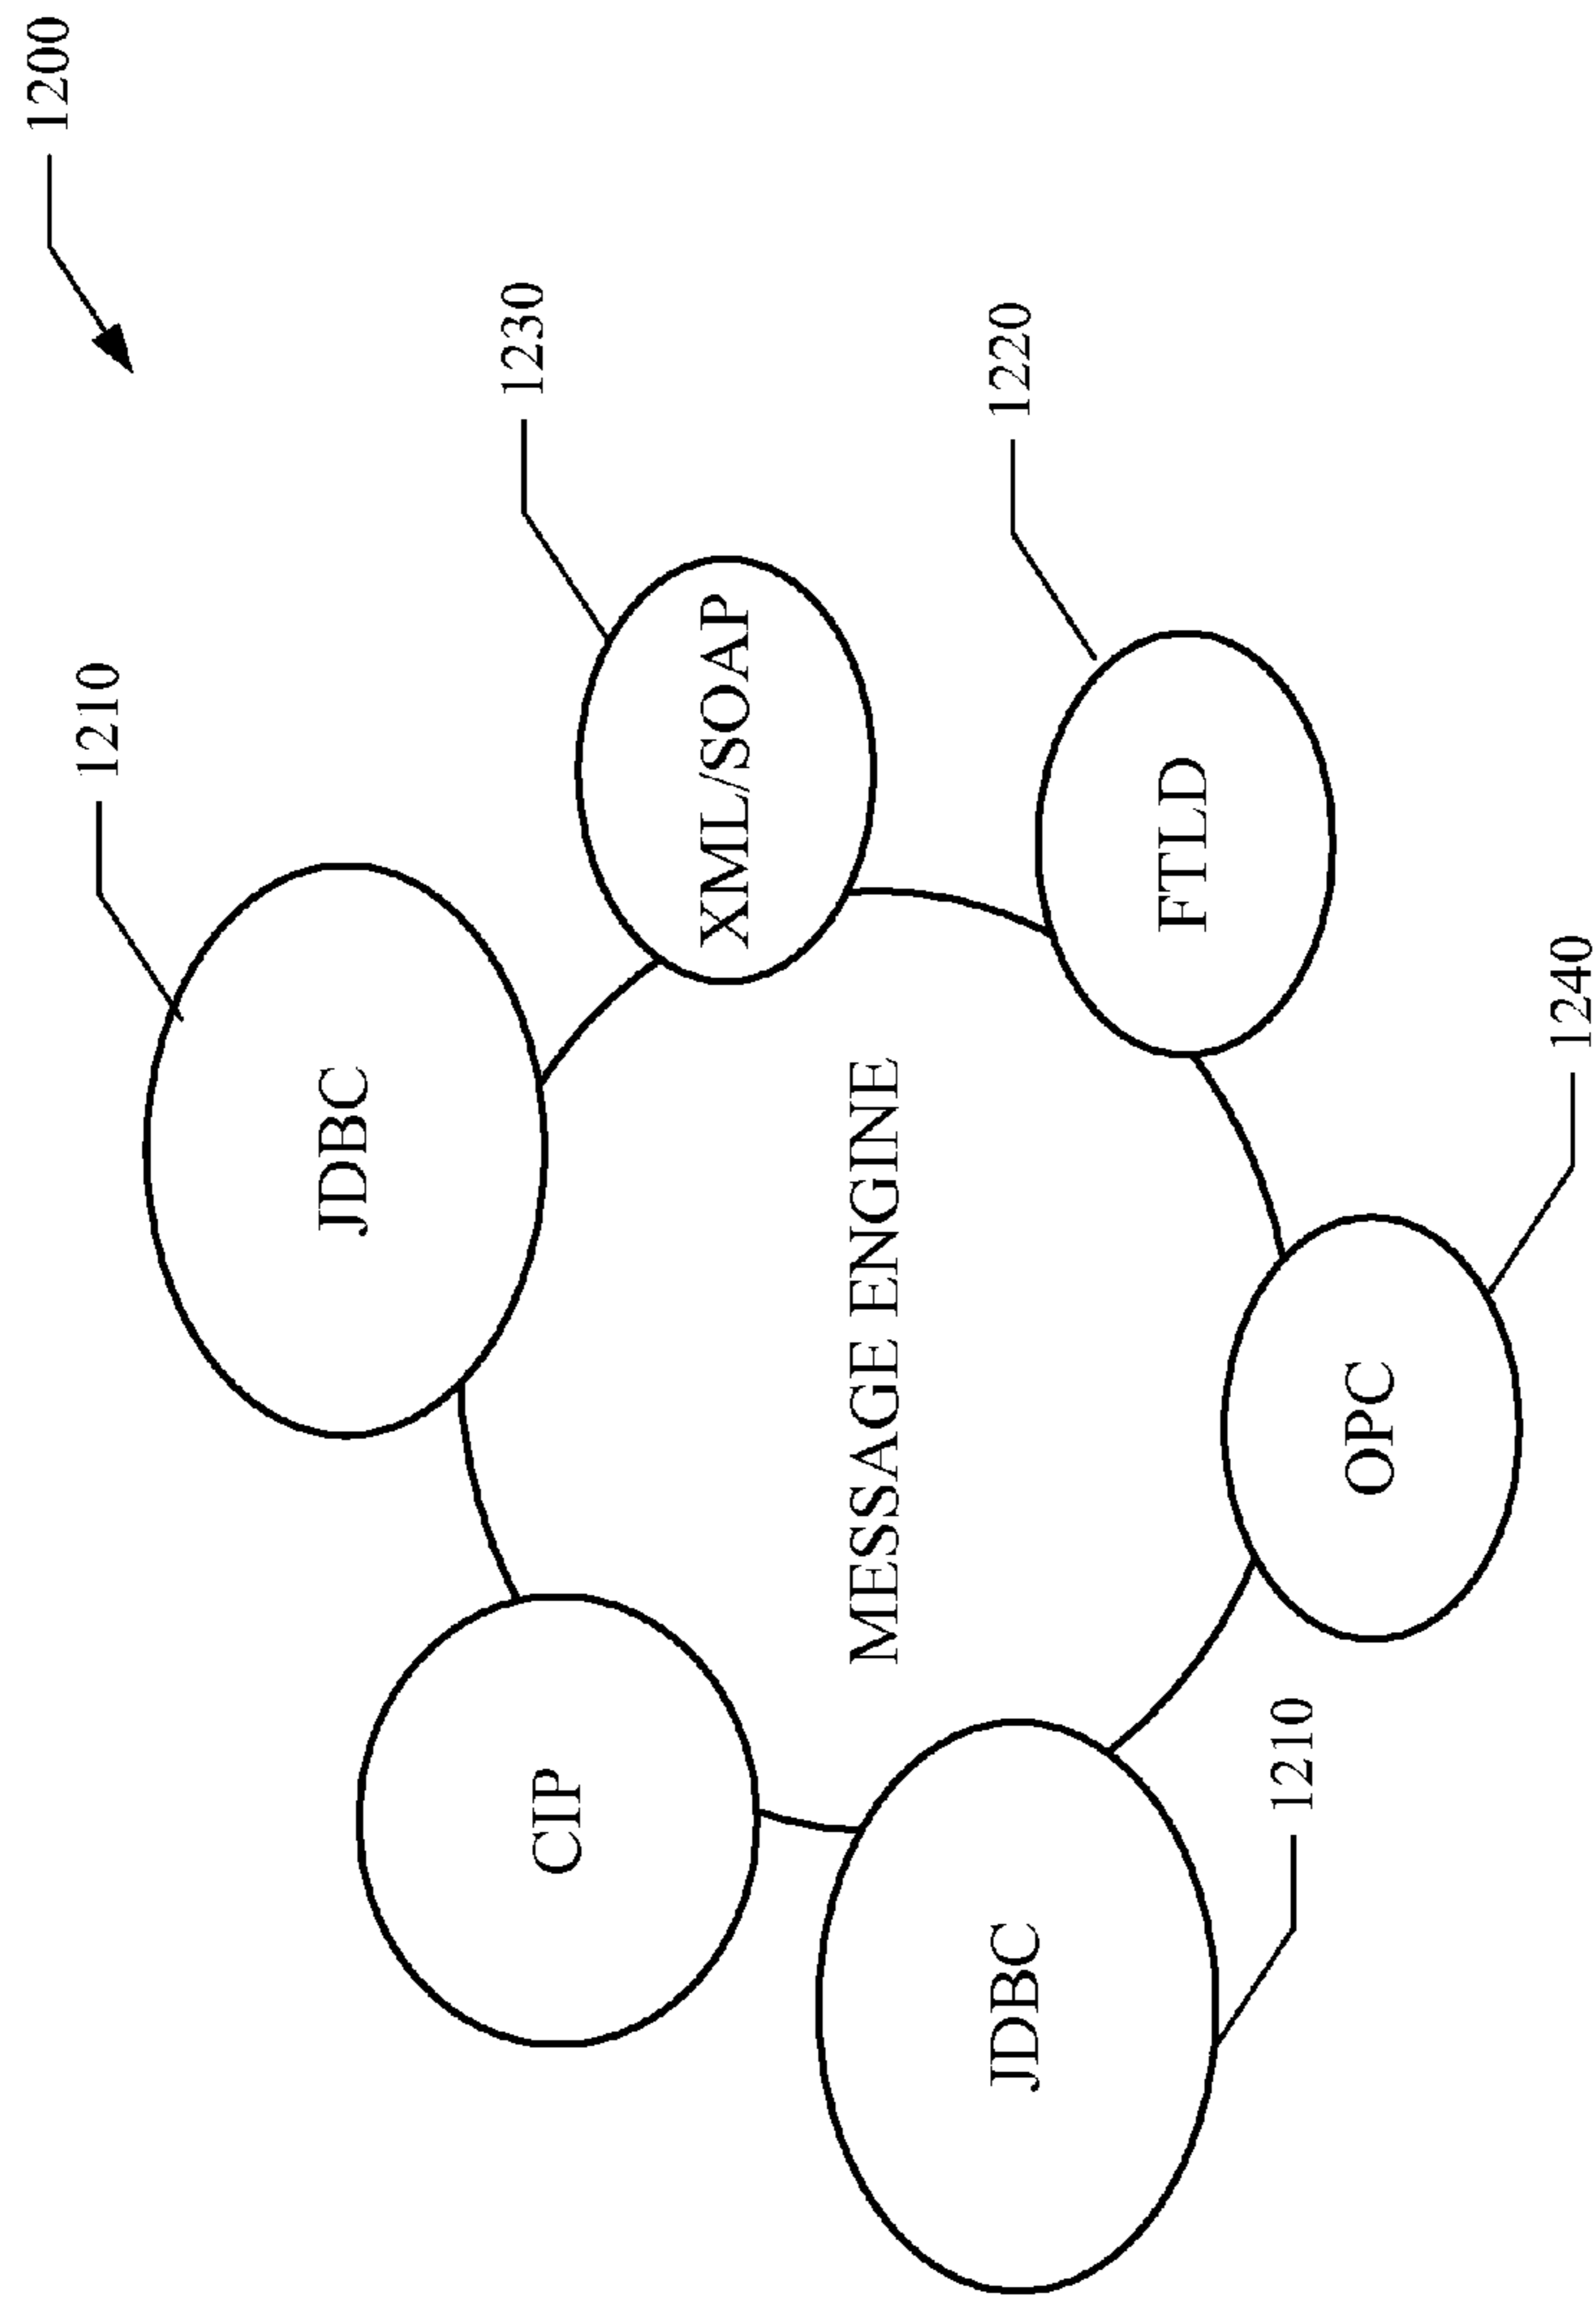 1200
1210
JDBC
1230
CIP
XML/SOAP
MESSAGE ENGINE
1220
JDBC
FTLD
1210
OPC
1240